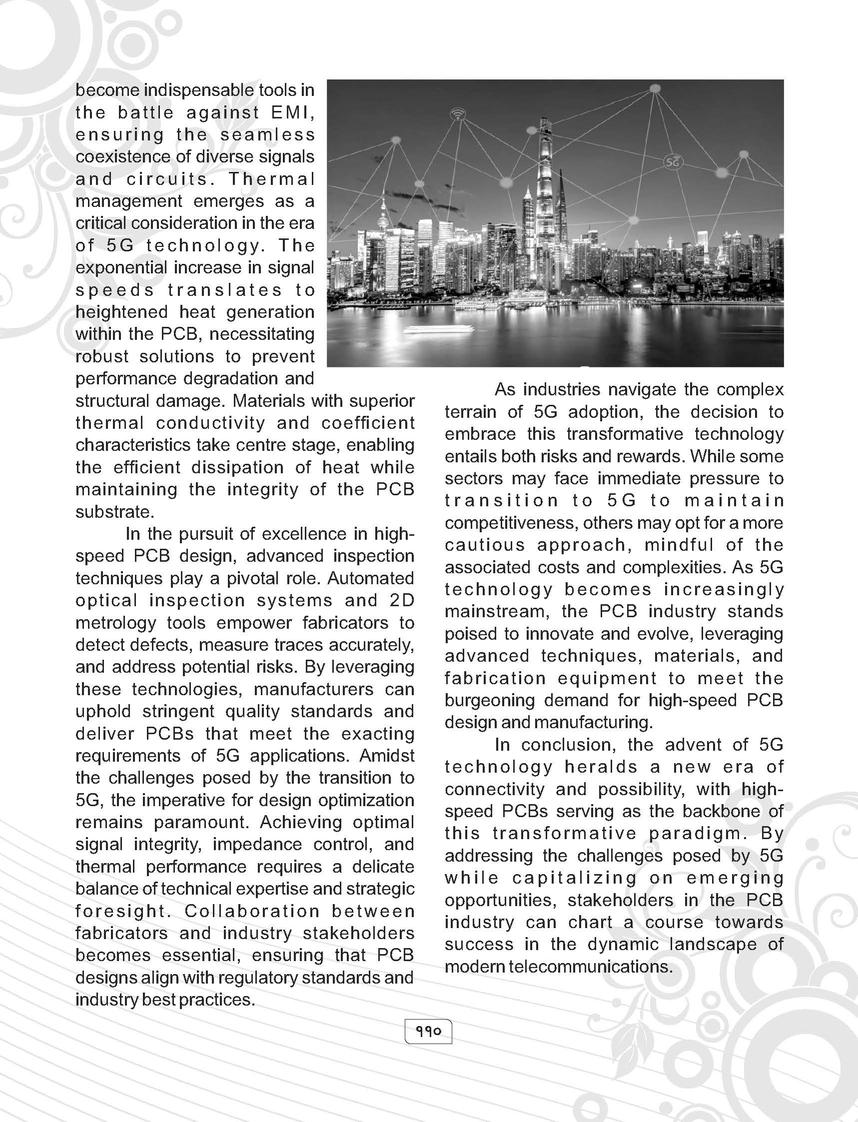 become indispensable tools in
the battle against EMI,
ensuring the seamless
coexistence of diverse signals
and circuits. Thermal
management emerges as a
critical consideration in the era
of 5G technology. The
exponential increase in signal
speeds translates to
heightened heat generation
within the PCB, necessitating
robust solutions to prevent
performance degradation and
structural damage. Materials with superior
thermal conductivity and coefficient
characteristics take centre stage, enabling
the efficient dissipation of heat while
maintaining the integrity of the PCB
substrate.
In the pursuit of excellence in high-
speed PCB design, advanced inspection
techniques play a pivotal role. Automated
optical inspection systems and 2D
metrology tools empower fabricators to
detect defects, measure traces accurately,
and address potential risks. By leveraging
these technologies, manufacturers can
uphold stringent quality standards and
deliver PCBs that meet the exacting
requirements of 5G applications. Amidst
the challenges posed by the transition to
5G, the imperative for design optimization
remains paramount. Achieving optimal
signal integrity, impedance control, and
thermal performance requires a delicate
balance of technical expertise and strategic
foresight. Collaboration between
fabricators and industry stakeholders
becomes essential, ensuring that PCB
designs align with regulatory standards and
industry best practices.
5G
As industries navigate the complex
terrain of 5G adoption, the decision to
embrace this transformative technology
entails both risks and rewards. While some
sectors may face immediate pressure to
transition to 5G to maintain
competitiveness, others may opt for a more
cautious approach, mindful of the
associated costs and complexities. As 5G
technology becomes increasingly
mainstream, the PCB industry stands
poised to innovate and evolve, leveraging
advanced techniques, materials, and
fabrication equipment to meet the
burgeoning demand for high-speed PCB
design and manufacturing.
In conclusion, the advent of 5G
technology heralds a new era of
connectivity and possibility, with high-
speed PCBs serving as the backbone of
this transformative paradigm. By
addressing the challenges posed by 5G
while capitalizing on emerging
opportunities, stakeholders in the PCB
industry can chart a course towards
success in the dynamic landscape of
modern telecommunications.
११०